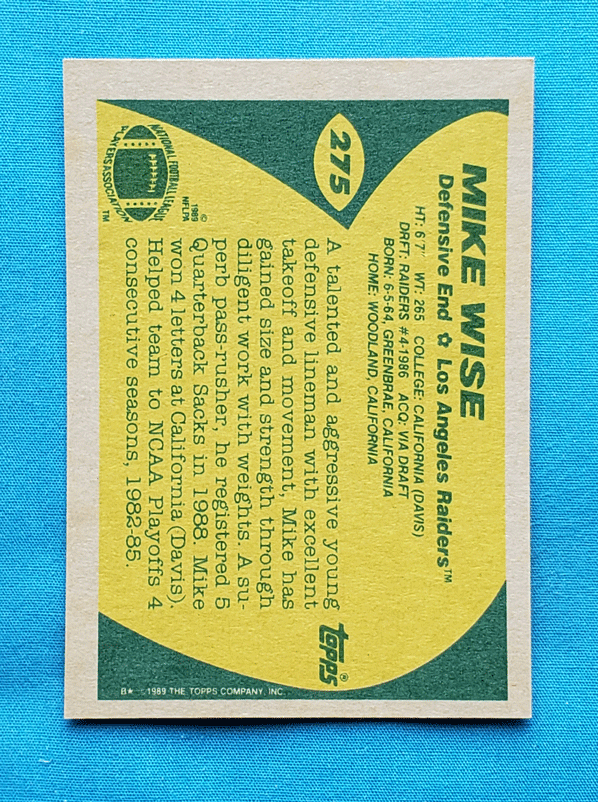 275
MIKE WISE
Defensive End ✿ Los Angeles Raiders™
HT: 6'7" WT: 265 COLLEGE: CALIFORNIA (DAVIS)
DRFT: RAIDERS #4-1986 ACQ: VIA DRAFT
BORN: 6-5-64, GREENBRAE, CALIFORNIA
HOME: WOODLAND, CALIFORNIA
A talented and aggressive young
defensive lineman with excellent
takeoff and movement, Mike has
gained size and strength through
diligent work with weights. A su-
perb pass-rusher, he registered 5
Quarterback Sacks in 1988. Mike
won 4 letters at California (Davis).
Helped team to NCAA Playoffs 4
consecutive seasons, 1982-85.
NATIONAL FOOTBALL LEAGUE
PLAYERS ASSOCIATION
™
©
1989
NFLPA
topps®
B★ ©1989 THE TOPPS COMPANY, INC.